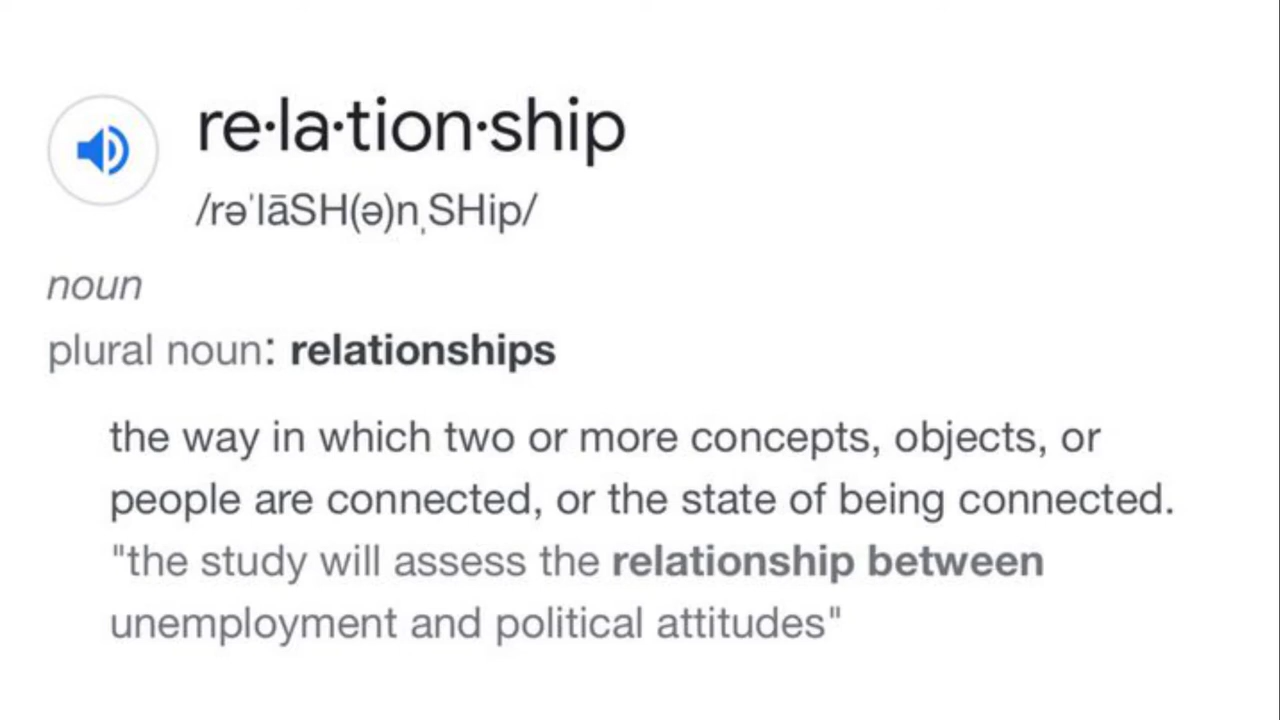 re·la·tion·ship
/rəˈlāSH(ə)nˌSHip/
noun
plural noun: relationships
the way in which two or more concepts, objects, or
people are connected, or the state of being connected.
"the study will assess the relationship between
unemployment and political attitudes"